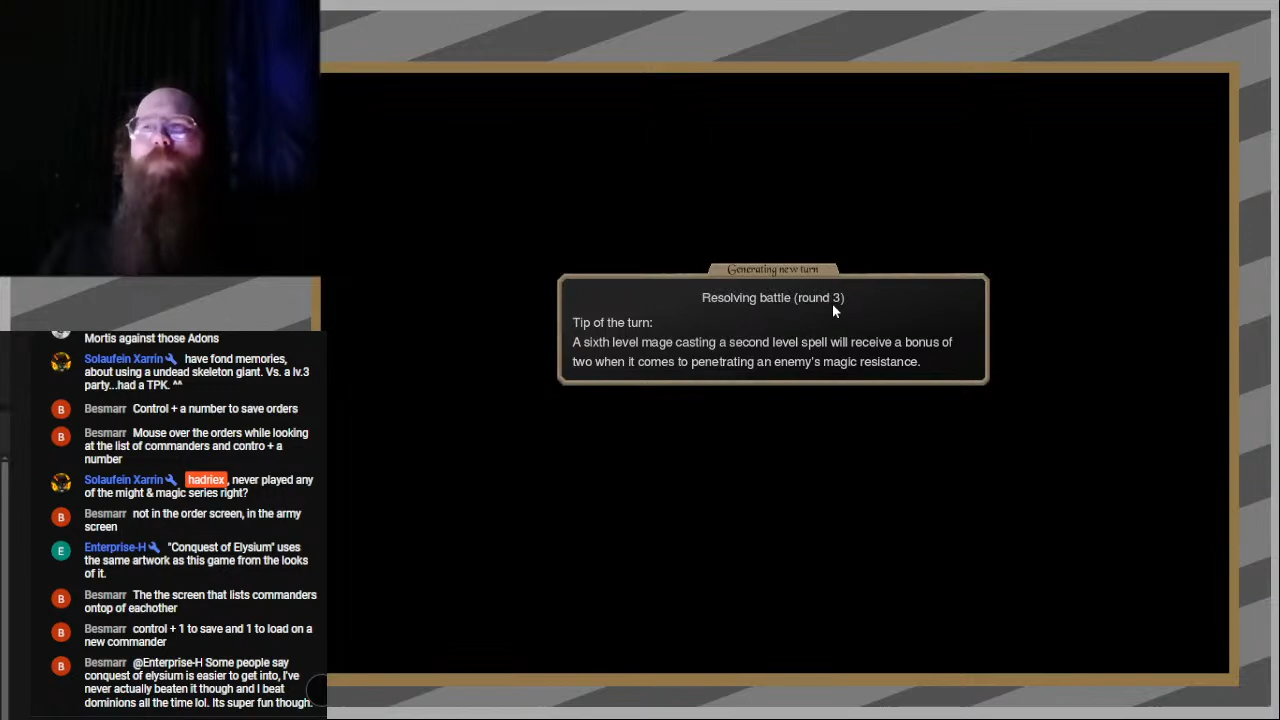 Mortis against those Adons
Solaufein Xarrin have fond memories,
about using a undead skeleton giant. Vs. a lv.3
party...had a TPK. ^^
B Besmarr Control + a number to save orders
B Besmarr Mouse over the orders while looking
at the list of commanders and contro + a
number
Solaufein Xarrin hadriex, never played any
of the might & magic series right?
B Besmarr not in the order screen, in the army
screen
E Enterprise-H "Conquest of Elysium" uses
the same artwork as this game from the looks
of it.
B Besmarr The the screen that lists commanders
ontop of eachother
B Besmarr control + 1 to save and 1 to load on a
new commander
B Besmarr @Enterprise-H Some people say
conquest of elysium is easier to get into, I've
never actually beaten it though and I beat
dominions all the time lol. Its super fun though.
Generating new turn
Resolving battle (round 3)
Tip of the turn:
A sixth level mage casting a second level spell will receive a bonus of
two when it comes to penetrating an enemy's magic resistance.